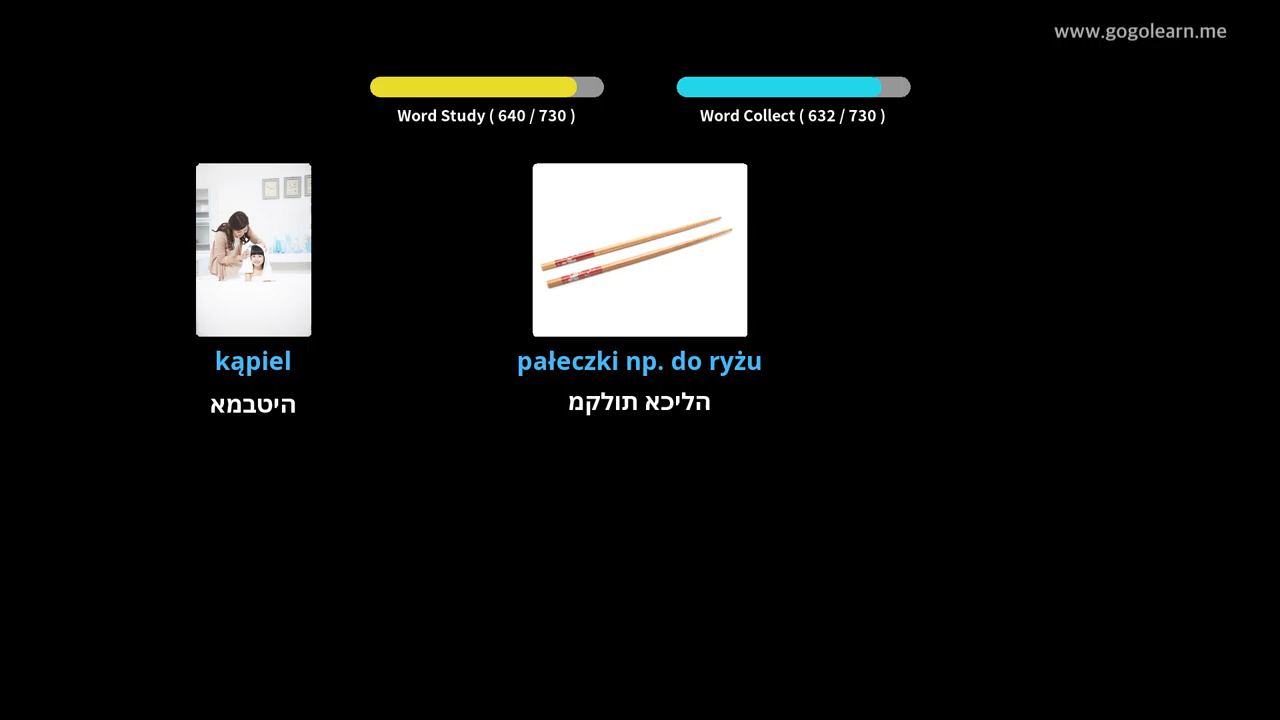 www.gogolearn.me
Word Study ( 640 / 730 )
Word Collect ( 632 / 730 )
kąpiel
היטבמא
pałeczki np. do ryżu
הליכא תולקמ